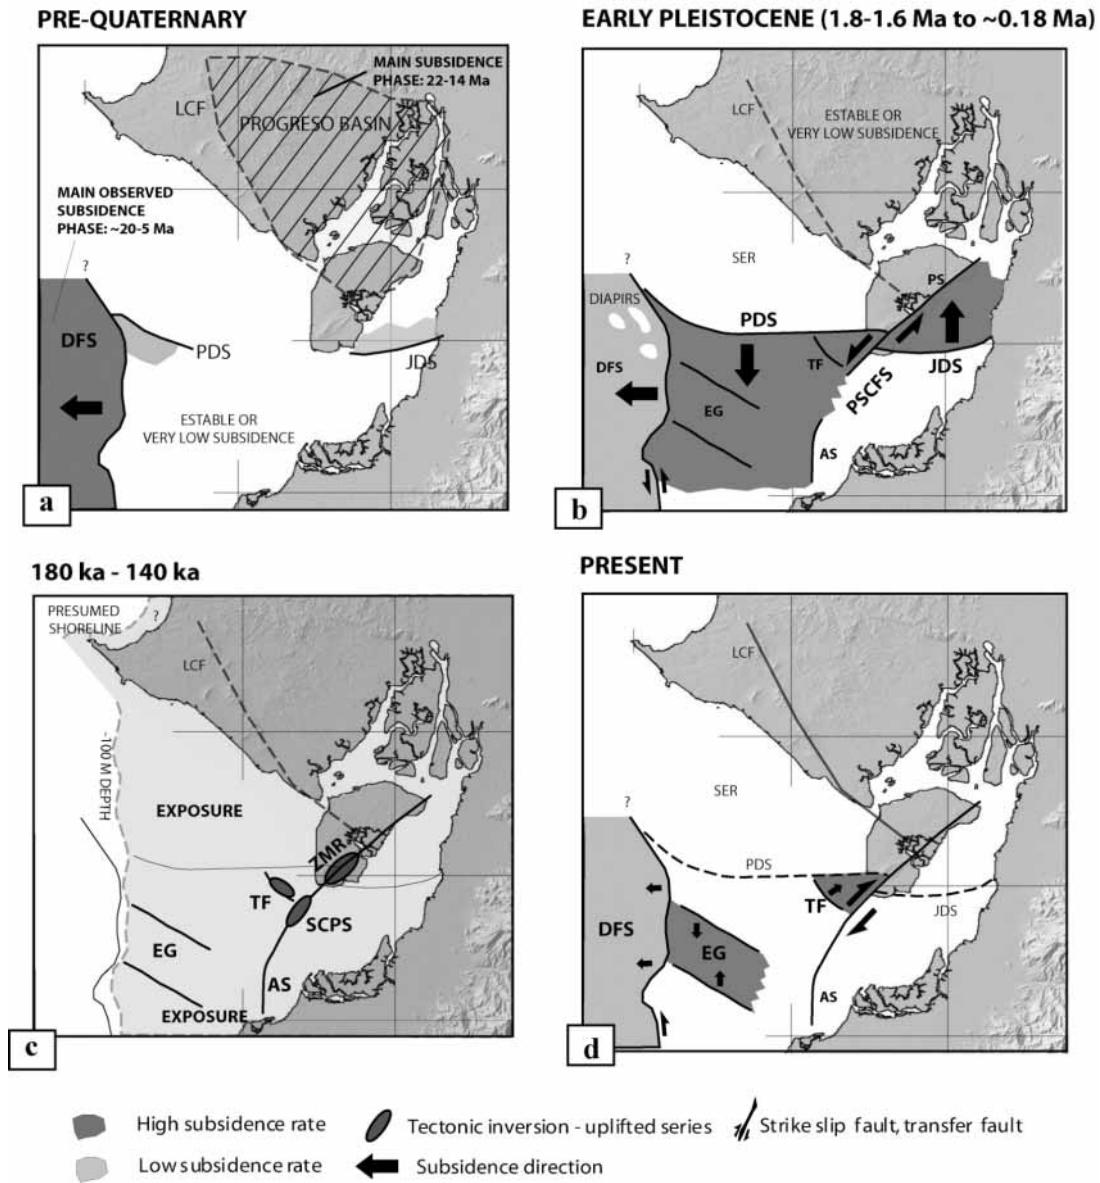 PRE-QUATERNARY
MAIN SUBSIDENCE
PHASE: 22-14 Ma
LCF
PROGRESO BASIN
MAIN OBSERVED
SUBSIDENCE
PHASE: ~20-5 Ma
?
DFS
PDS
JDS
ESTABLE OR
VERY LOW SUBSIDENCE
a
EARLY PLEISTOCENE (1.8-1.6 Ma to ~0.18 Ma)
LCF
ESTABLE OR
VERY LOW SUBSIDENCE
SER
?
PS
DIAPIRS
PDS
DFS
TF
JDS
EG
PSCFS
AS
b
180 ka - 140 ka
PRESUMED
SHORELINE
?
LCF
~100 M DEPTH
EXPOSURE
ZMR
TF
SCPS
EG
AS
EXPOSURE
c
PRESENT
LCF
SER
?
PDS
TF
JDS
DFS
EG
AS
d
High subsidence rate
Tectonic inversion - uplifted series
Strike slip fault, transfer fault
Low subsidence rate
Subsidence direction